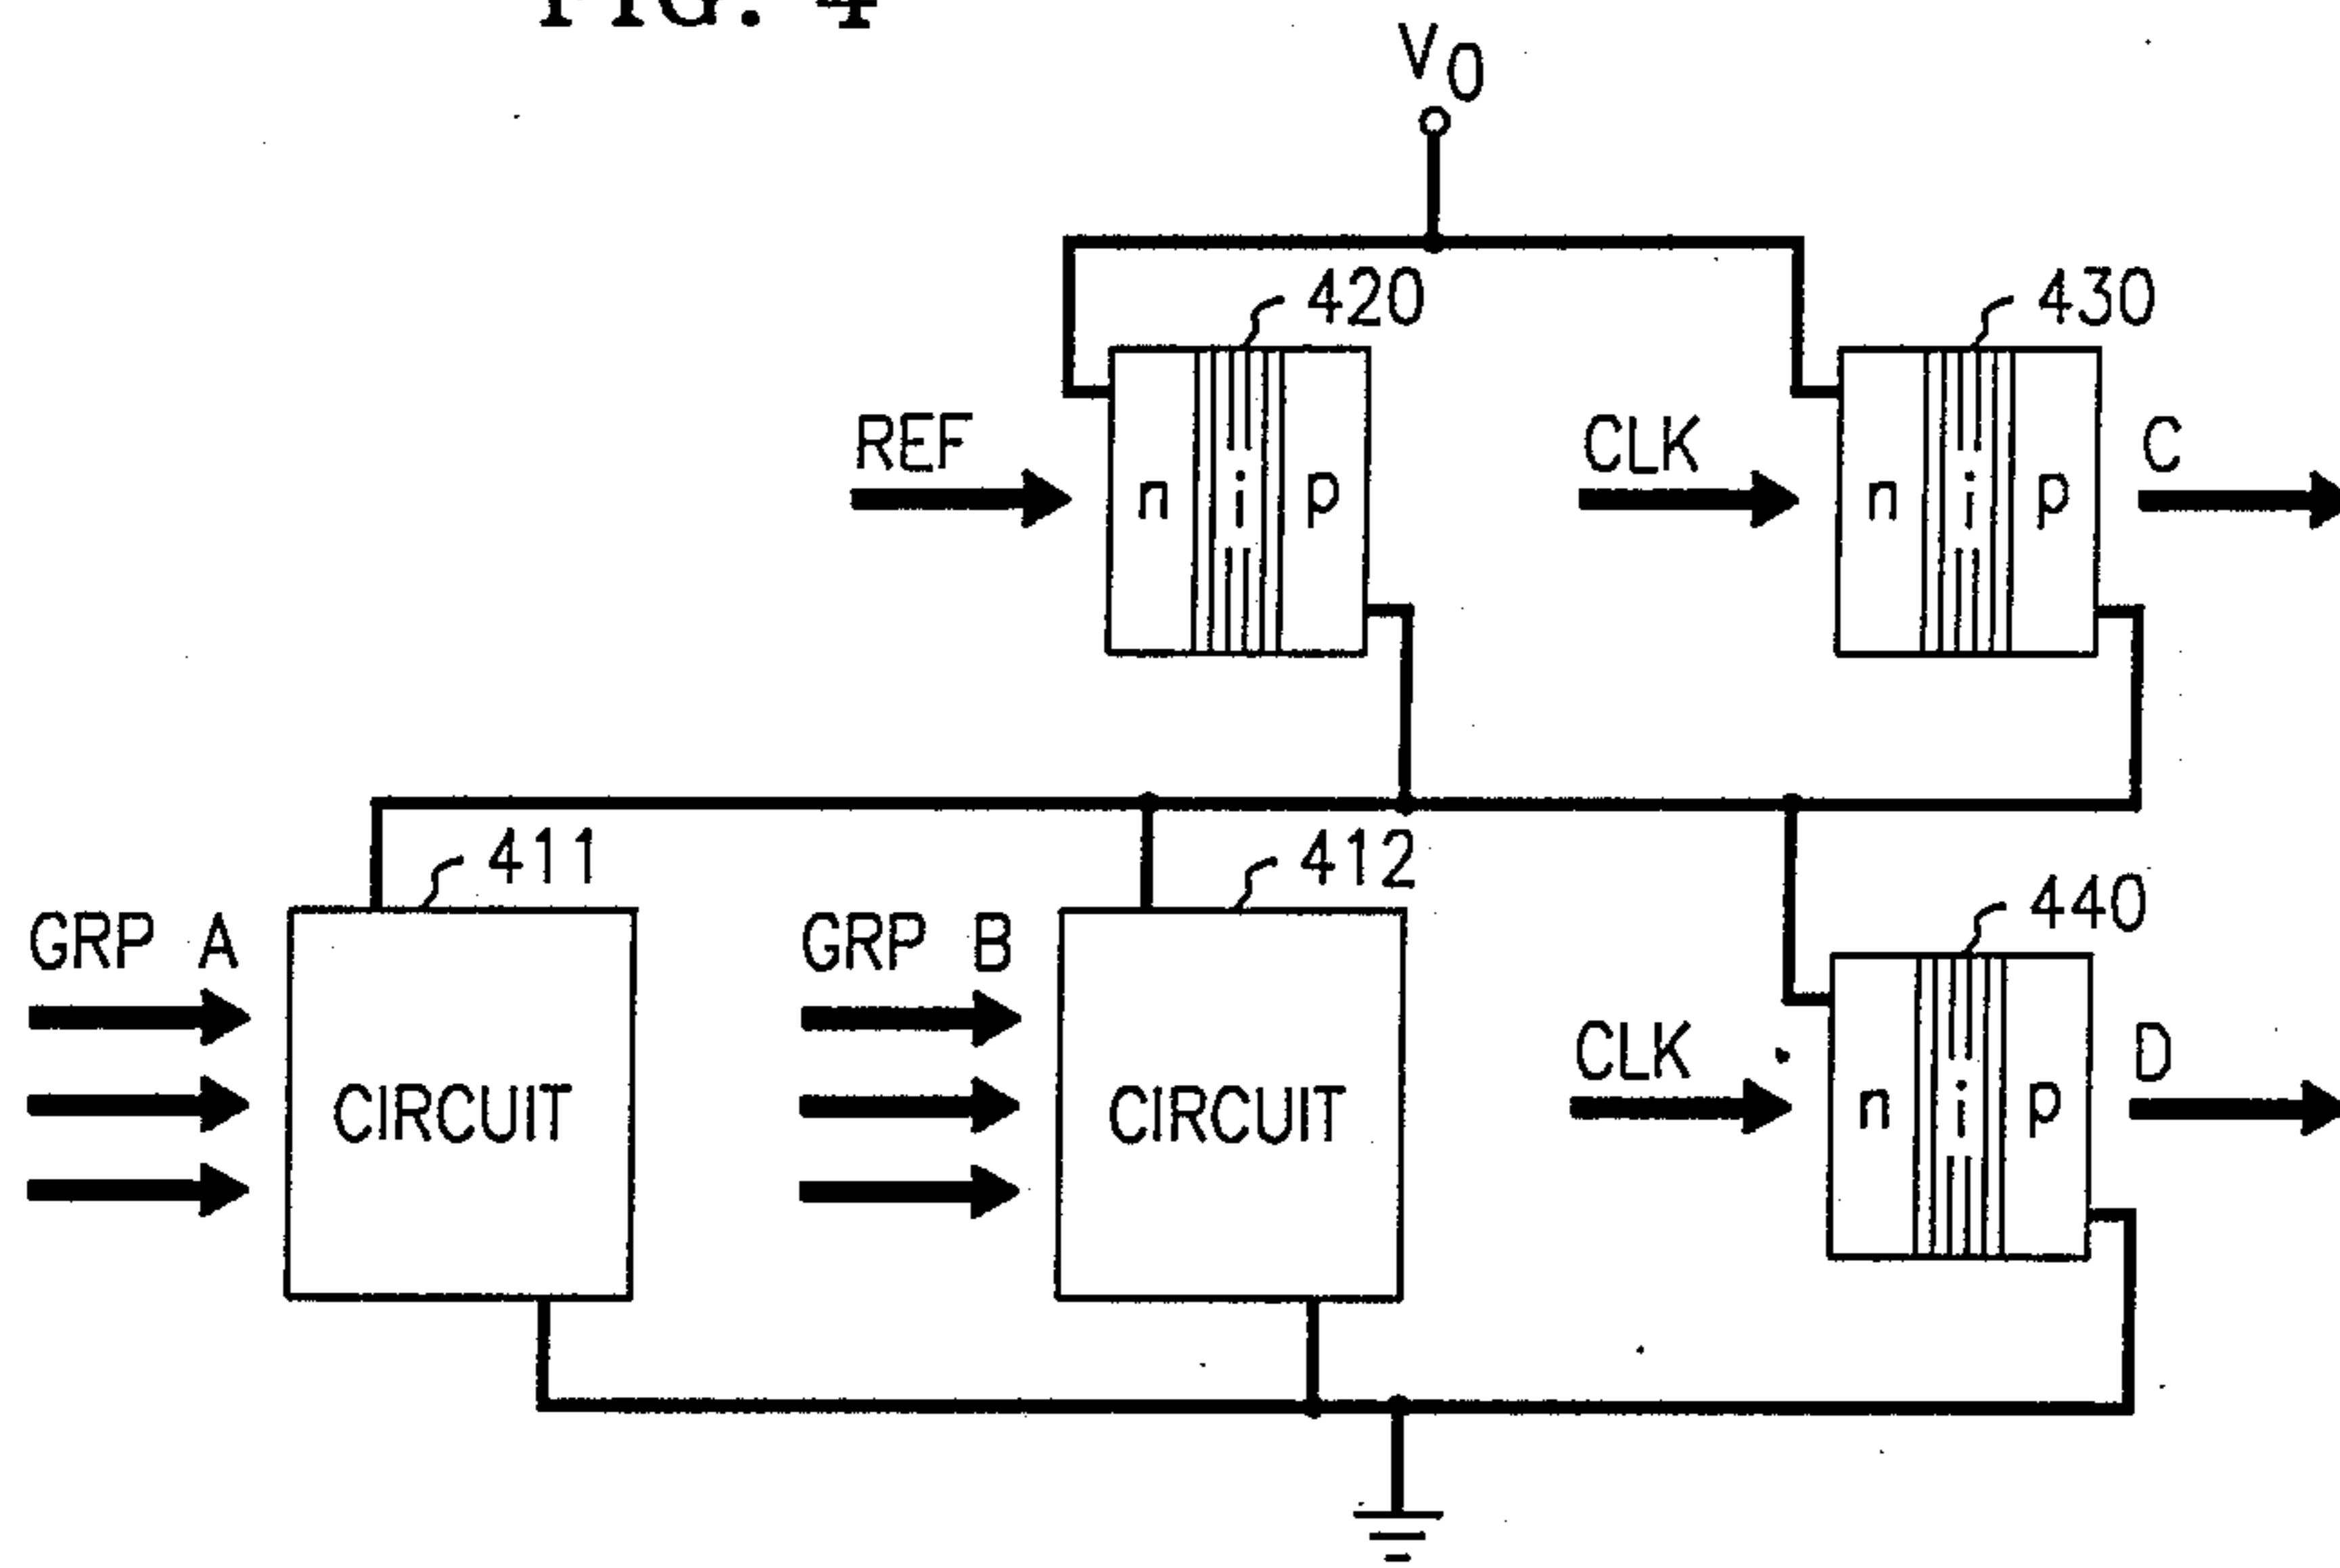 FIG. 4
V0
420
430
REF
CLK
C
n i p
n i p
411
412
440
GRP A
GRP B
CLK
D
CIRCUIT
CIRCUIT
n i p